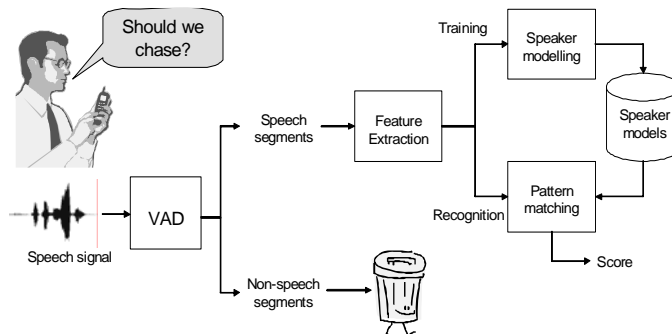 Should we
chase?
Training
Speaker
modelling
Speech
segments
Feature
Extraction
Speaker
models
VAD
Recognition
Pattern
matching
Speech signal
Score
Non-speech
segments